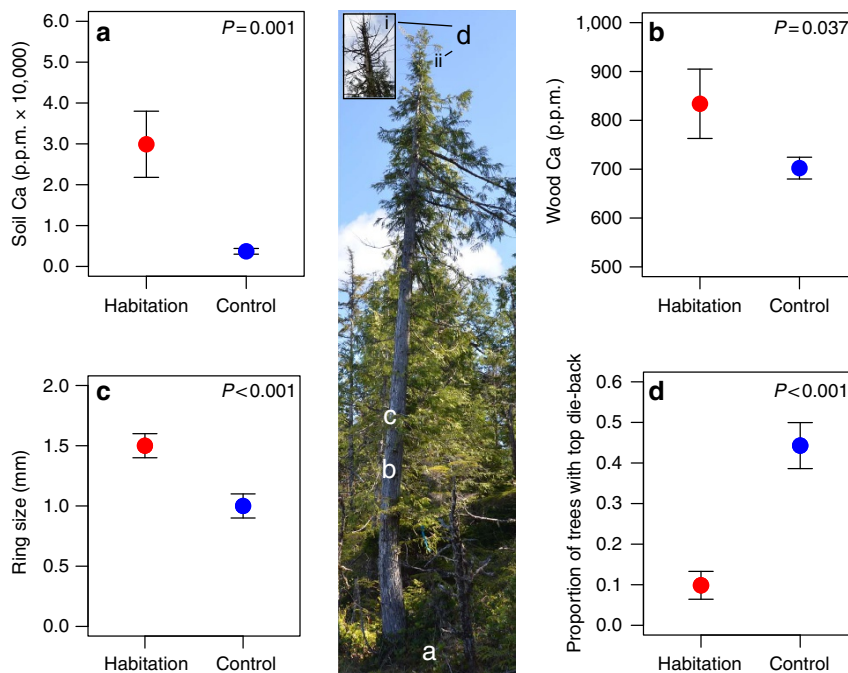 a
P = 0.001
Soil Ca (p.p.m. × 10,000)
6.0
5.0
4.0
3.0
2.0
1.0
0.0
Habitation
Control
i
d
ii
c
b
a
b
P = 0.037
Wood Ca (p.p.m.)
1,000
900
800
700
600
500
Habitation
Control
c
P < 0.001
Ring size (mm)
2.0
1.5
1.0
0.5
0.0
Habitation
Control
d
P < 0.001
Proportion of trees with top die-back
0.6
0.5
0.4
0.3
0.2
0.1
0.0
Habitation
Control